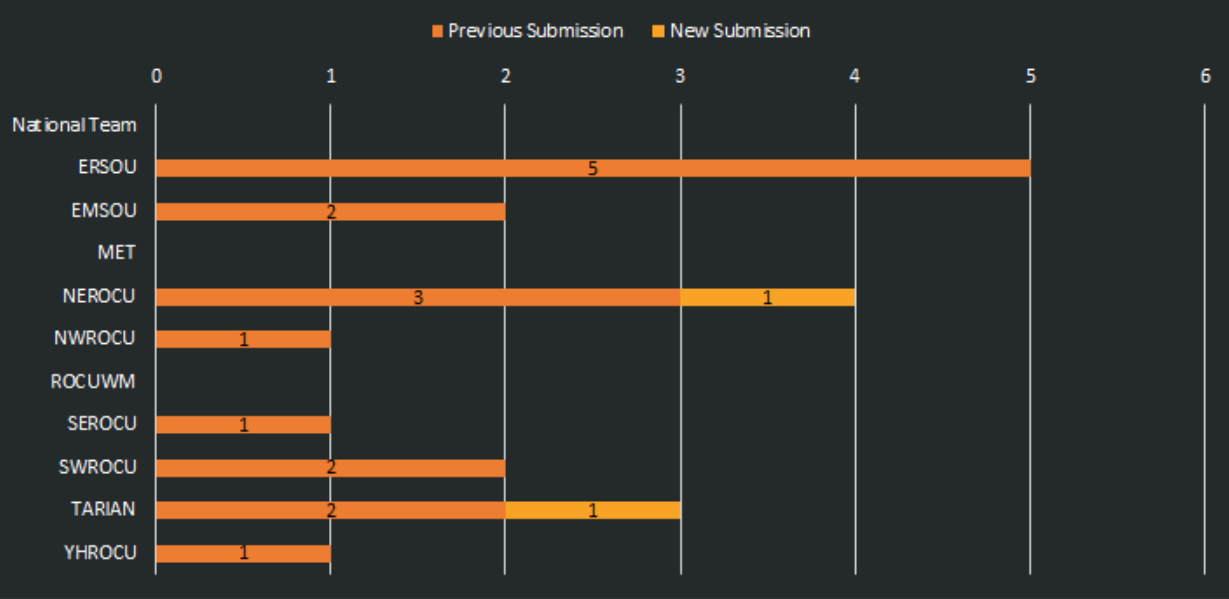 Previous Submission New Submission
0 1 2 3 4 5 6
National Team
ERSOU 5
EMSOU 2
MET
NEROCU 3 1
NWROCU 1
ROCUWM
SEROCU 1
SWROCU 2
TARIAN 2 1
YHROCU 1